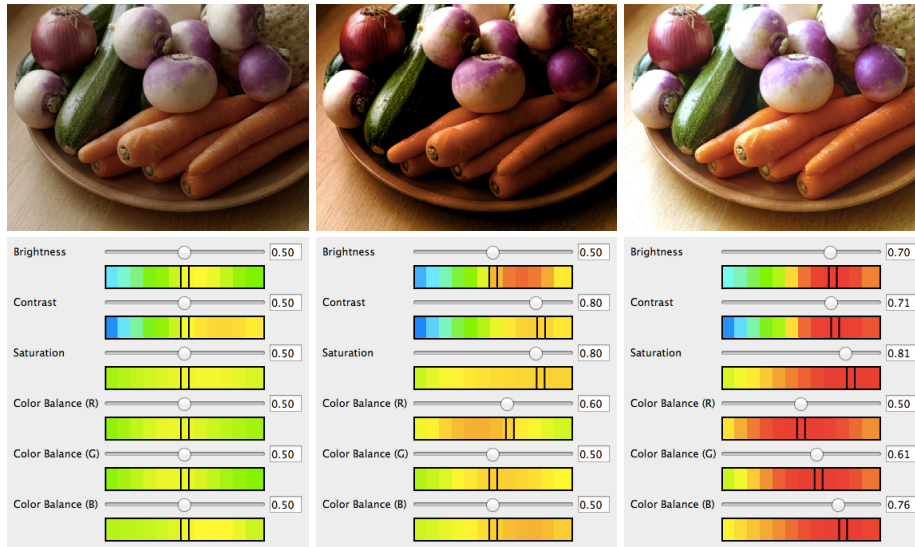 Brightness 0.50
Contrast 0.50
Saturation 0.50
Color Balance (R) 0.50
Color Balance (G) 0.50
Color Balance (B) 0.50
Brightness 0.50
Contrast 0.80
Saturation 0.80
Color Balance (R) 0.60
Color Balance (G) 0.50
Color Balance (B) 0.50
Brightness 0.70
Contrast 0.71
Saturation 0.81
Color Balance (R) 0.50
Color Balance (G) 0.61
Color Balance (B) 0.76